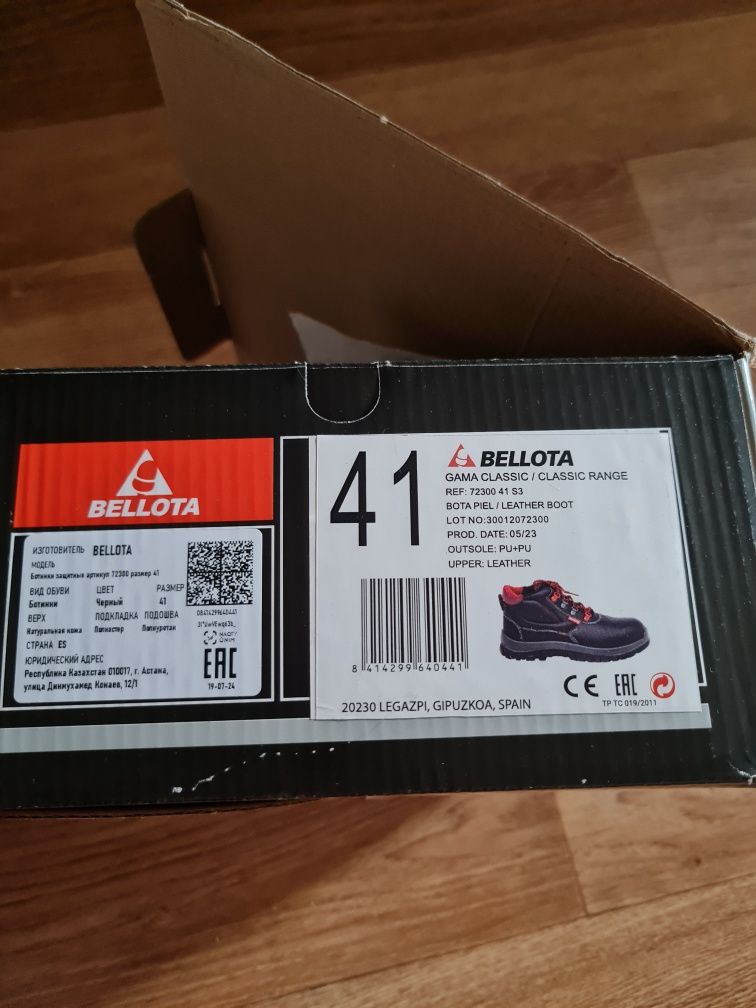 BELLOTA
ИЗГОТОВИТЕЛЬ BELLOTA
МОДЕЛЬ
Ботинки защитные артикул 72300 размер 41
ВИД ОБУВИ ЦВЕТ РАЗМЕР
Ботинки Черный 41
ВЕРХ ПОДКЛАДКА ПОДОШВА
Натуральная кожа Полиэстер Полиуретан
СТРАНА ES
ЮРИДИЧЕСКИЙ АДРЕС
Республика Казахстан 010017, г. Астана,
улица Динмухамед Конаев, 12/1
08414299640441
NAQTY
ÓNIM
EAC
19-07-24
41
BELLOTA
GAMA CLASSIC / CLASSIC RANGE
REF: 72300 41 S3
BOTA PIEL / LEATHER BOOT
LOT NO:30012072300
PROD. DATE: 05/23
OUTSOLE: PU+PU
UPPER: LEATHER
8 414299 640441
CE EAC
TP TC 019/2011
20230 LEGAZPI, GIPUZKOA, SPAIN